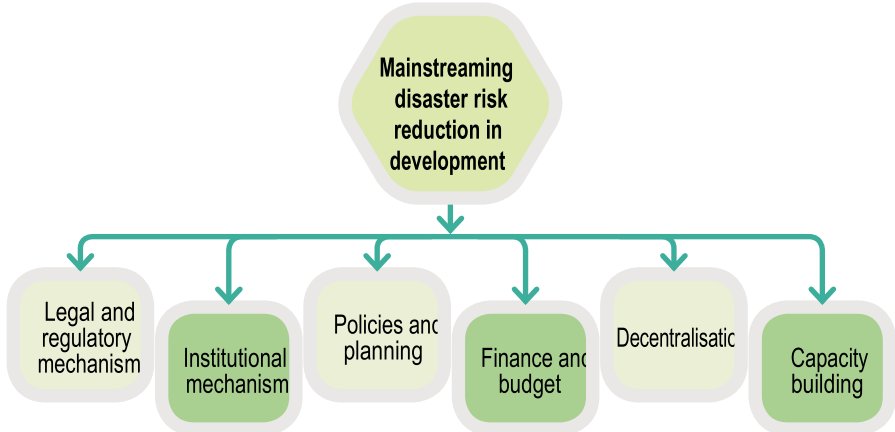 Mainstreaming
disaster risk
reduction in
development
Legal and
regulatory
mechanism
Institutional
mechanism
Policies and
planning
Finance and
budget
Decentralisatio
Capacity
building